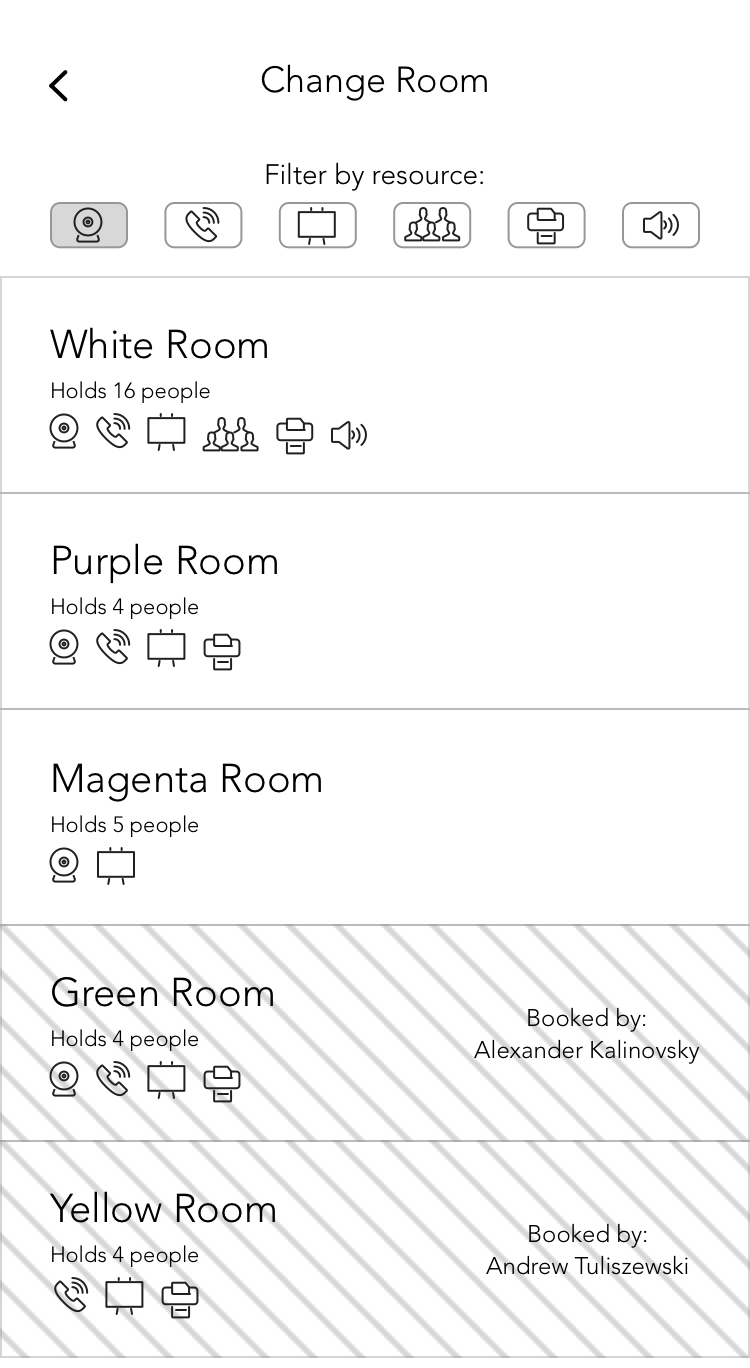 Change Room
Filter by resource:
White Room
Holds 16 people
Purple Room
Holds 4 people
Magenta Room
Holds 5 people
Green Room
Holds 4 people
Booked by:
Alexander Kalinovsky
Yellow Room
Holds 4 people
Booked by:
Andrew Tuliszewski